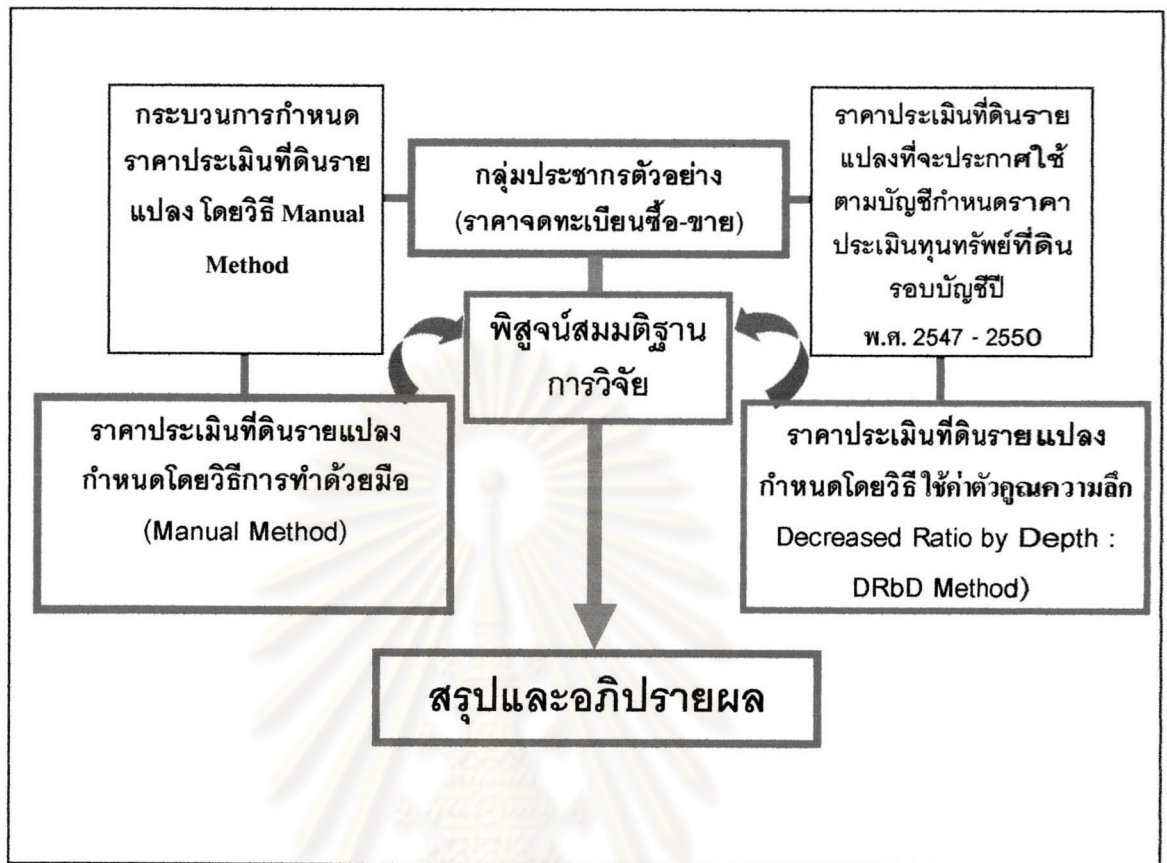 กระบวนการกำหนด
ราคาประเมินที่ดินราย
แปลง โดยวิธี Manual
Method
กลุ่มประชากรตัวอย่าง
(ราคาจดทะเบียนซื้อ-ขาย)
ราคาประเมินที่ดินราย
แปลงที่จะประกาศใช้
ตามบัญชีกำหนดราคา
ประเมินทุนทรัพย์ที่ดิน
รอบบัญชีปี
พ.ศ. 2547 - 2550
พิสูจน์สมมติฐาน
การวิจัย
ราคาประเมินที่ดินรายแปลง
กำหนดโดยวิธีการทำด้วยมือ
(Manual Method)
ราคาประเมินที่ดินรายแปลง
กำหนดโดยวิธี ใช้ค่าตัวคูณความลึก
Decreased Ratio by Depth :
DRbD Method)
สรุปและอภิปรายผล